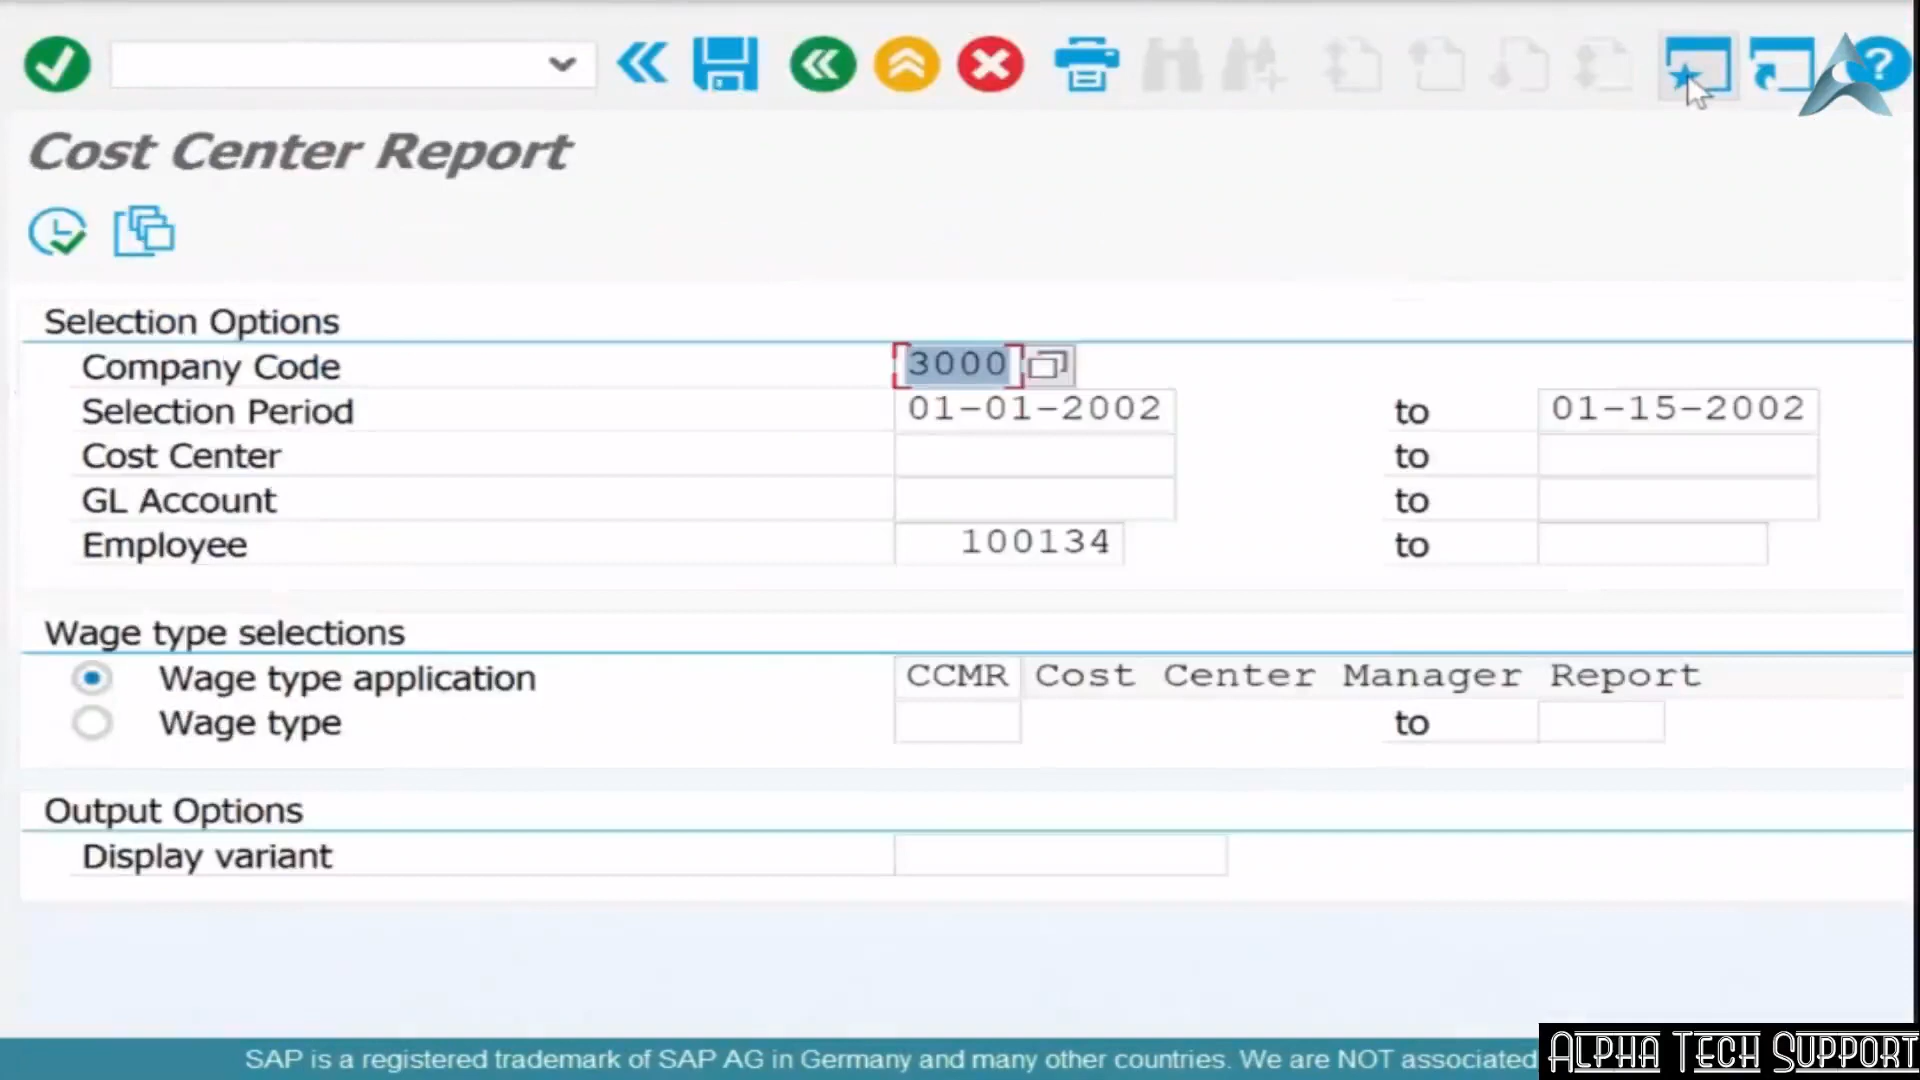 Cost Center Report
Selection Options
Company Code 3000
Selection Period 01-01-2002 to 01-15-2002
Cost Center to
GL Account to
Employee 100134 to
Wage type selections
Wage type application CCMR Cost Center Manager Report
Wage type to
Output Options
Display variant
SAP is a registered trademark of SAP AG in Germany and many other countries. We are NOT associated
ALPHA TECH SUPPORT